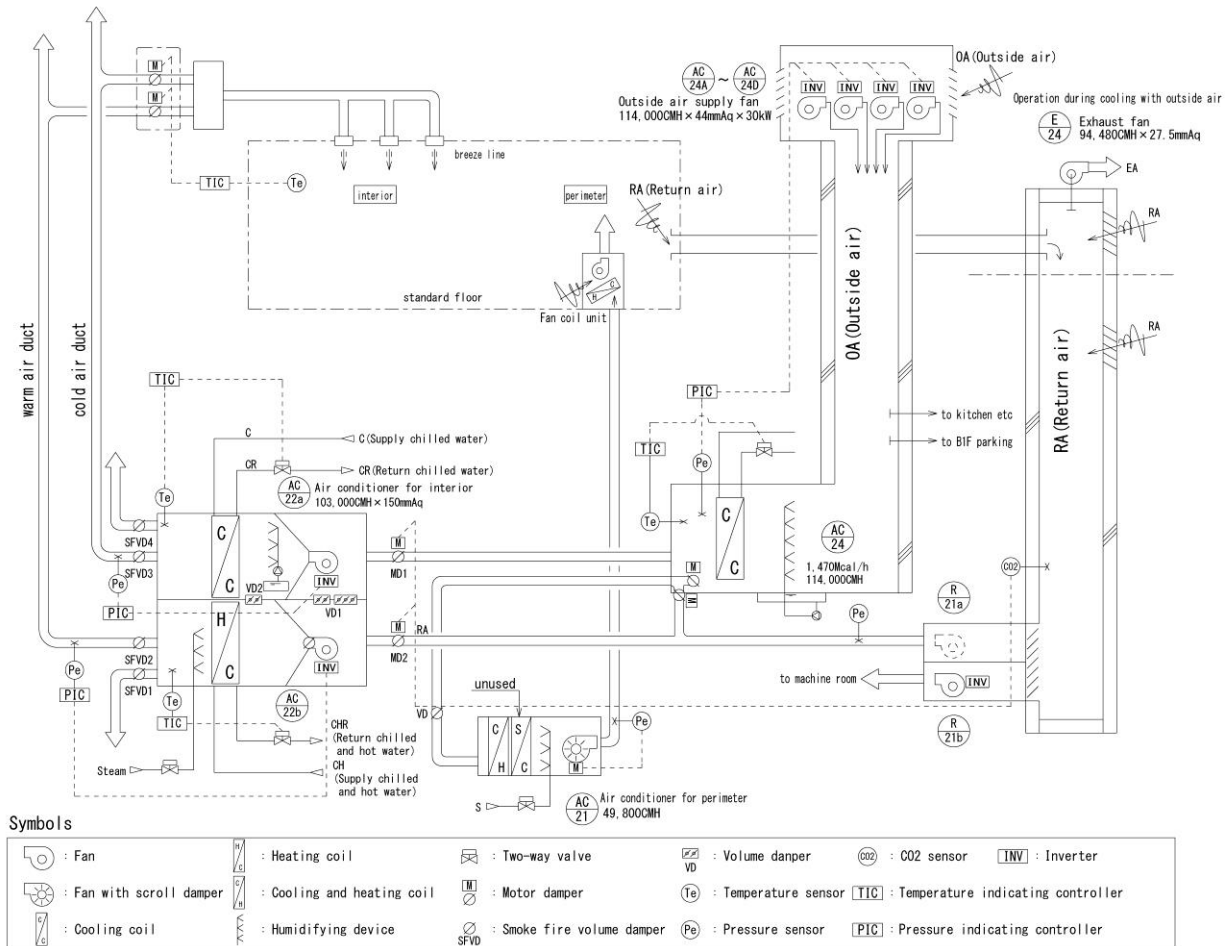 M
M
TIC
Te
breeze line
interior
perimeter
standard floor
Fan coil unit
H
C
warm air duct
cold air duct
RA(Return air)
AC
24A
~
AC
24D
Outside air supply fan
114,000CMH×44mmAq×30kW
INV
INV
INV
INV
OA(Outside air)
Operation during cooling with outside air
E
24
Exhaust fan
94,480CMH×27.5mmAq
EA
RA
RA
OA(Outside air)
RA(Return air)
to kitchen etc
to B1F parking
PIC
TIC
Pe
Te
C
C
AC
24
1,470Mcal/h
114,000CMH
M
M
CO2
Pe
R
21a
to machine room
INV
R
21b
TIC
C
C(Supply chilled water)
CR
CR(Return chilled water)
AC
22a
Air conditioner for interior
103,000CMH×150mmAq
Te
SFVD4
SFVD3
Pe
PIC
C
C
VD2
INV
VD1
M
MD1
H
C
SFVD2
SFVD1
Pe
PIC
Te
TIC
INV
AC
22b
M
MD2
RA
CHR
(Return chilled
and hot water)
CH
(Supply chilled
and hot water)
Steam
VD
unused
C
H
S
C
M
Pe
S
AC
21
Air conditioner for perimeter
49,800CMH
Symbols
: Fan
H
C
: Heating coil
: Two-way valve
VD
: Volume danper
CO2
: CO2 sensor
INV
: Inverter
: Fan with scroll damper
C
H
: Cooling and heating coil
M
: Motor damper
Te
: Temperature sensor
TIC
: Temperature indicating controller
C
C
: Cooling coil
: Humidifying device
SFVD
: Smoke fire volume damper
Pe
: Pressure sensor
PIC
: Pressure indicating controller